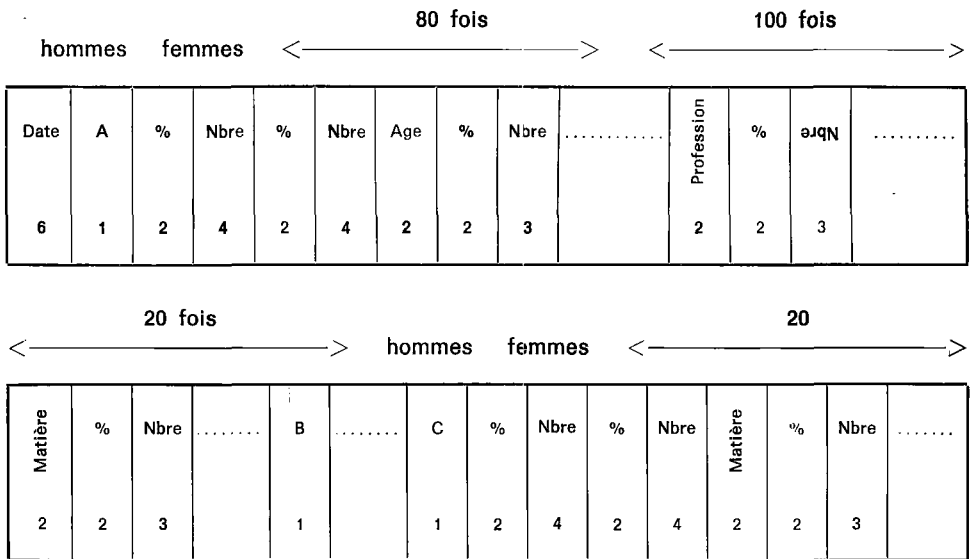 80 fois 100 fois
hommes femmes
Date A % Nbre % Nbre Age % Nbre ............ Profession % Nbre ..........
6 1 2 4 2 4 2 2 3 2 2 3
20 fois 20
hommes femmes
Matière % Nbre ........ B ........ C % Nbre % Nbre Matière % Nbre .......
2 2 3 1 1 2 4 2 4 2 2 3